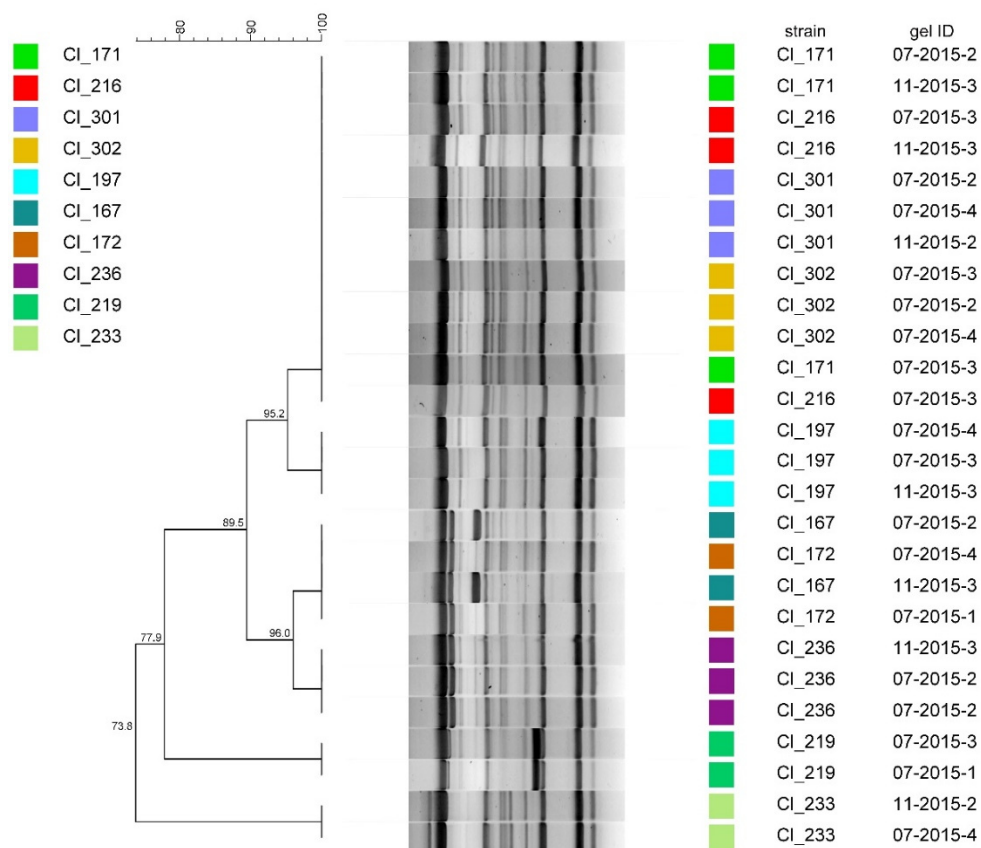 80
90
100
strain gel ID
CI_171
CI_216
CI_301
CI_302
CI_197
CI_167
CI_172
CI_236
CI_219
CI_233
95.2
89.5
96.0
77.9
73.8
CI_171 07-2015-2
CI_171 11-2015-3
CI_216 07-2015-3
CI_216 11-2015-3
CI_301 07-2015-2
CI_301 07-2015-4
CI_301 11-2015-2
CI_302 07-2015-3
CI_302 07-2015-2
CI_302 07-2015-4
CI_171 07-2015-3
CI_216 07-2015-3
CI_197 07-2015-4
CI_197 07-2015-3
CI_197 11-2015-3
CI_167 07-2015-2
CI_172 07-2015-4
CI_167 11-2015-3
CI_172 07-2015-1
CI_236 11-2015-3
CI_236 07-2015-2
CI_236 07-2015-2
CI_219 07-2015-3
CI_219 07-2015-1
CI_233 11-2015-2
CI_233 07-2015-4